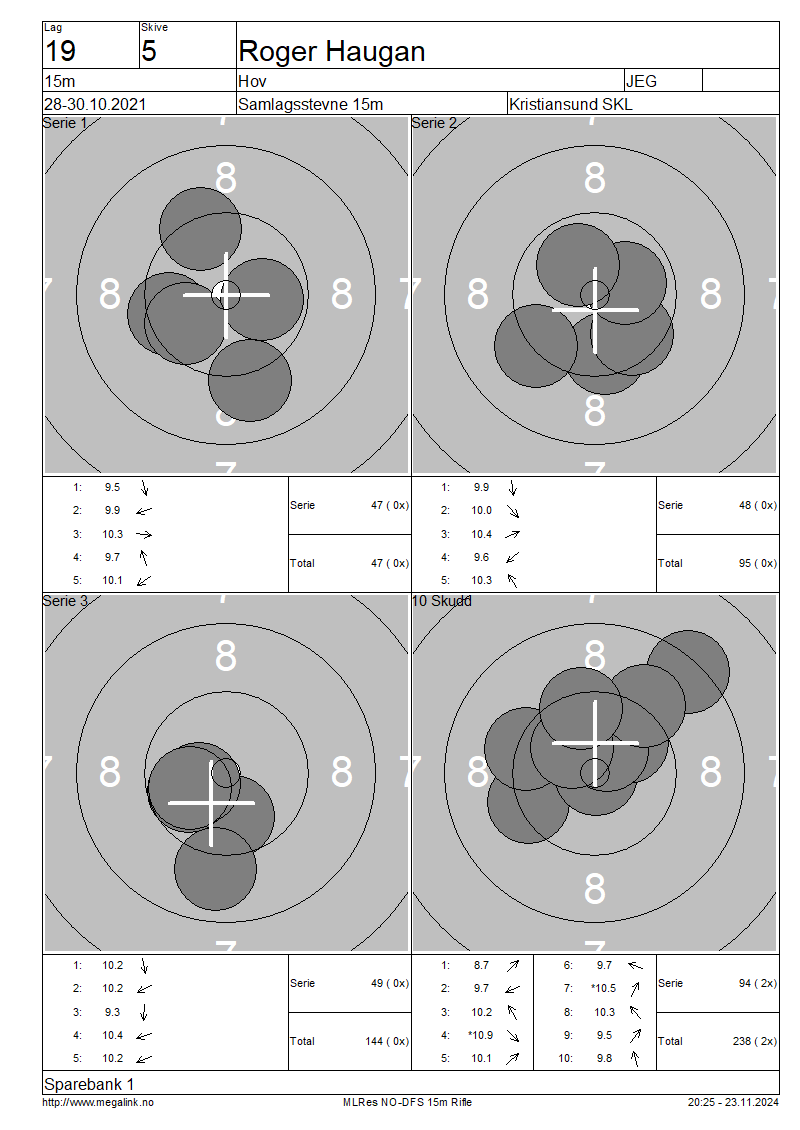 Lag Skive
19 5 Roger Haugan
15m Hov JEG
28-30.10.2021 Samlagsstevne 15m Kristiansund SKL
Serie 1
8
7 8 8 7
8
7
1: 9.5
2: 9.9
3: 10.3
4: 9.7
5: 10.1
Serie 47 ( 0x)
Total 47 ( 0x)
Serie 2
8
8 8 7
8
7
1: 9.9
2: 10.0
3: 10.4
4: 9.6
5: 10.3
Serie 48 ( 0x)
Total 95 ( 0x)
Serie 3
8
7 8 8 7
7
1: 10.2
2: 10.2
3: 9.3
4: 10.4
5: 10.2
Serie 49 ( 0x)
Total 144 ( 0x)
10 Skudd
8
8 8 7
8
7
1: 8.7 6: 9.7
2: 9.7 7: *10.5
3: 10.2 8: 10.3
4: *10.9 9: 9.5
5: 10.1 10: 9.8
Serie 94 ( 2x)
Total 238 ( 2x)
Sparebank 1
http://www.megalink.no MLRes NO-DFS 15m Rifle 20:25 - 23.11.2024